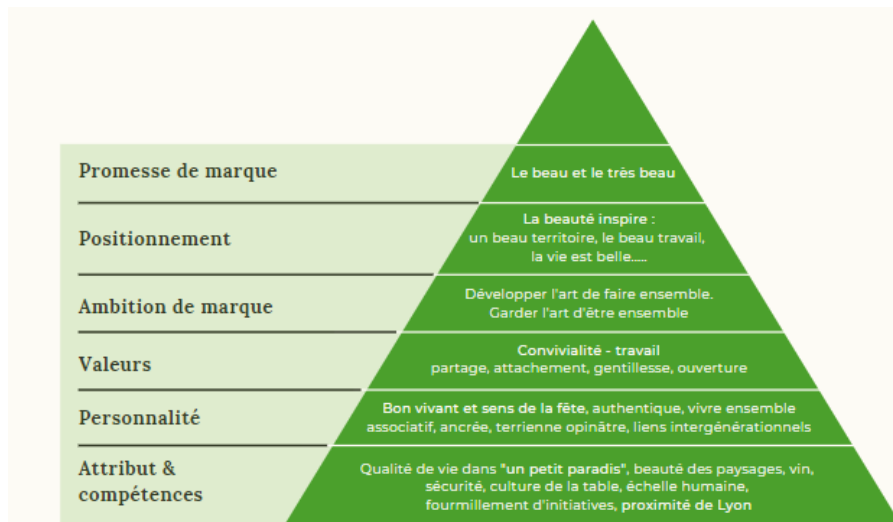 Promesse de marque
Le beau et le très beau
Positionnement
La beauté inspire :
un beau territoire, le beau travail,
la vie est belle.....
Ambition de marque
Développer l'art de faire ensemble.
Garder l'art d'être ensemble
Valeurs
Convivialité - travail
partage, attachement, gentillesse, ouverture
Personnalité
Bon vivant et sens de la fête, authentique, vivre ensemble
associatif, ancrée, terrienne opinâtre, liens intergénérationnels
Attribut &
compétences
Qualité de vie dans "un petit paradis", beauté des paysages, vin,
sécurité, culture de la table, échelle humaine,
fourmillement d'initiatives, proximité de Lyon